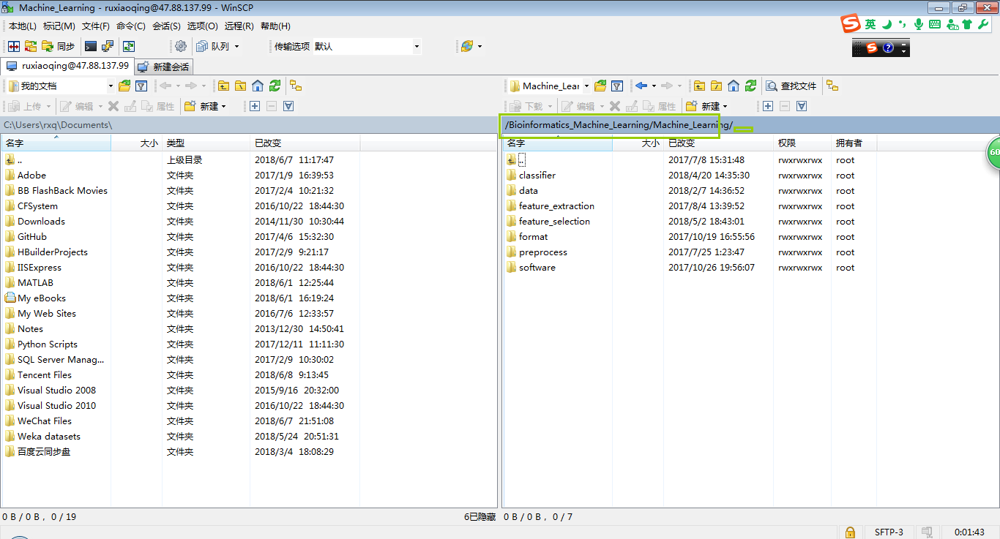 Machine_Learning - ruxiaoqing@47.88.137.99 - WinSCP
本地(L) 标记(M) 文件(F) 命令(C) 会话(S) 选项(O) 远程(R) 帮助(H)
英
同步 队列 传输选项 默认
ruxiaoqing@47.88.137.99 新建会话
我的文档 Machine_Lear 查找文件
上传 编辑 属性 新建 下载 编辑 属性 新建
C:\Users\rxq\Documents\ /Bioinformatics_Machine_Learning/Machine_Learning/
名字 大小 类型 已改变 名字 大小 已改变 权限 拥有者
60
.. 上级目录 2018/6/7 11:17:47 .. 2017/7/8 15:31:48 rwxrwxrwx root
Adobe 文件夹 2017/1/9 16:39:53 classifier 2018/4/20 14:35:30 rwxrwxrwx root
BB FlashBack Movies 文件夹 2017/2/4 10:21:32 data 2018/2/7 14:36:52 rwxrwxrwx root
CFSystem 文件夹 2016/10/22 18:44:30 feature_extraction 2017/8/4 13:39:52 rwxrwxrwx root
Downloads 文件夹 2014/11/30 10:30:44 feature_selection 2018/5/2 18:43:01 rwxrwxrwx root
GitHub 文件夹 2017/4/6 15:32:30 format 2017/10/19 16:55:56 rwxrwxrwx root
HBuilderProjects 文件夹 2017/2/9 9:21:17 preprocess 2017/7/25 1:23:47 rwxrwxrwx root
IISExpress 文件夹 2016/10/22 18:44:30 software 2017/10/26 19:56:07 rwxrwxrwx root
MATLAB 文件夹 2018/6/1 12:25:44
My eBooks 文件夹 2018/6/1 16:19:24
My Web Sites 文件夹 2016/7/6 12:33:57
Notes 文件夹 2013/12/30 14:50:41
Python Scripts 文件夹 2017/12/11 11:11:30
SQL Server Manag... 文件夹 2017/2/9 10:30:02
Tencent Files 文件夹 2018/6/8 9:13:45
Visual Studio 2008 文件夹 2015/9/16 20:32:00
Visual Studio 2010 文件夹 2016/10/22 18:44:30
WeChat Files 文件夹 2018/6/7 21:51:08
Weka datasets 文件夹 2018/5/24 20:51:31
百度云同步盘 文件夹 2018/3/4 18:08:29
0 B / 0 B， 0 / 19 6已隐藏 0 B / 0 B， 0 / 7
SFTP-3 0:01:43